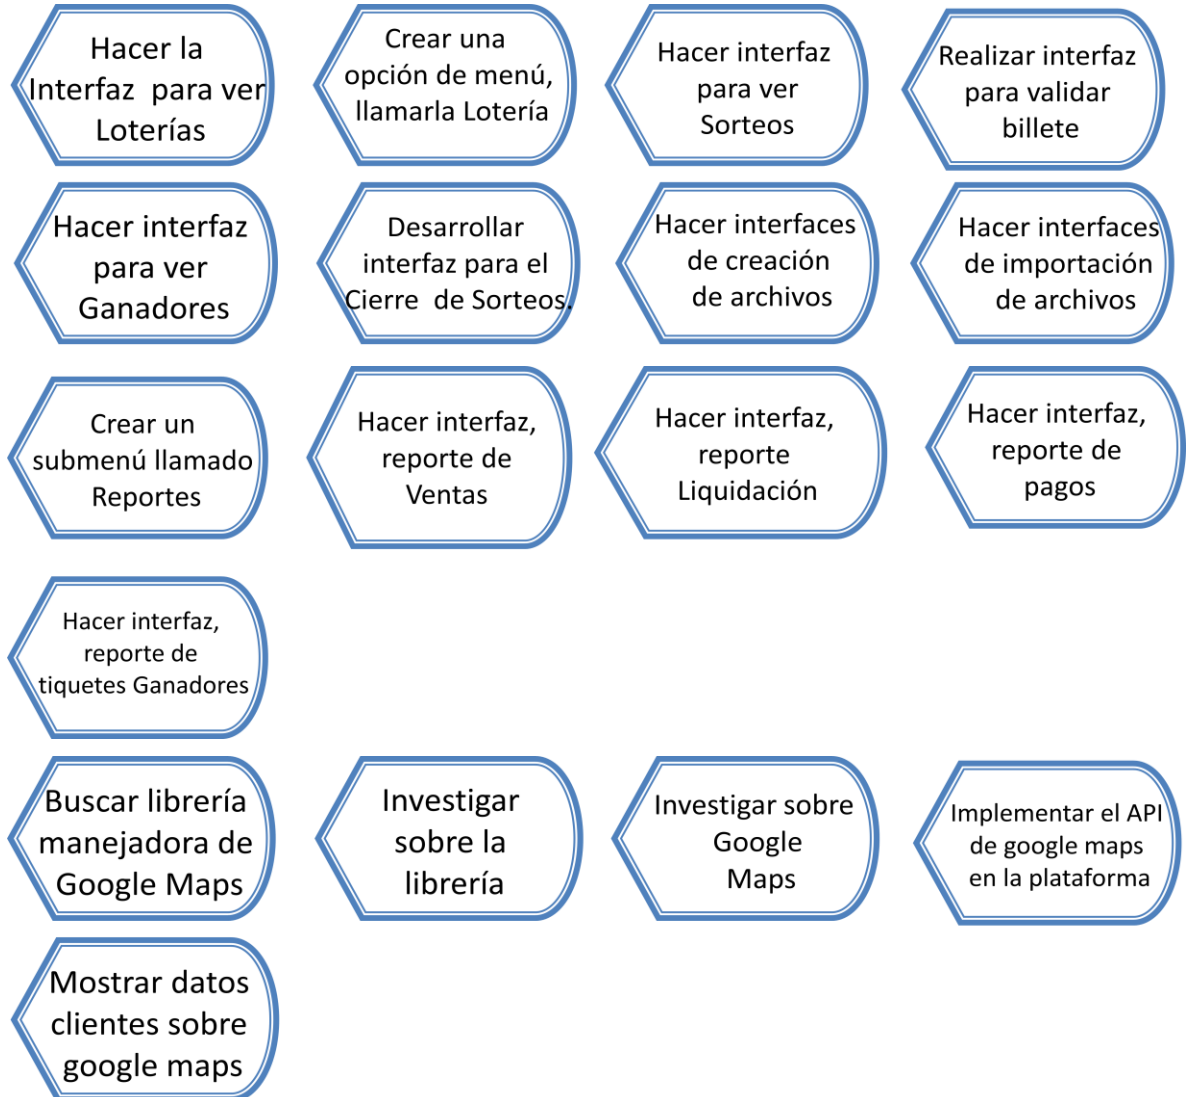 Hacer la
Interfaz para ver
Loterías
Crear una
opción de menú,
llamarla Lotería
Hacer interfaz
para ver
Sorteos
Realizar interfaz
para validar
billete
Hacer interfaz
para ver
Ganadores
Desarrollar
interfaz para el
Cierre de Sorteos.
Hacer interfaces
de creación
de archivos
Hacer interfaces
de importación
de archivos
Crear un
submenú llamado
Reportes
Hacer interfaz,
reporte de
Ventas
Hacer interfaz,
reporte
Liquidación
Hacer interfaz,
reporte de
pagos
Hacer interfaz,
reporte de
tiquetes Ganadores
Buscar librería
manejadora de
Google Maps
Investigar
sobre la
librería
Investigar sobre
Google
Maps
Implementar el API
de google maps
en la plataforma
Mostrar datos
clientes sobre
google maps